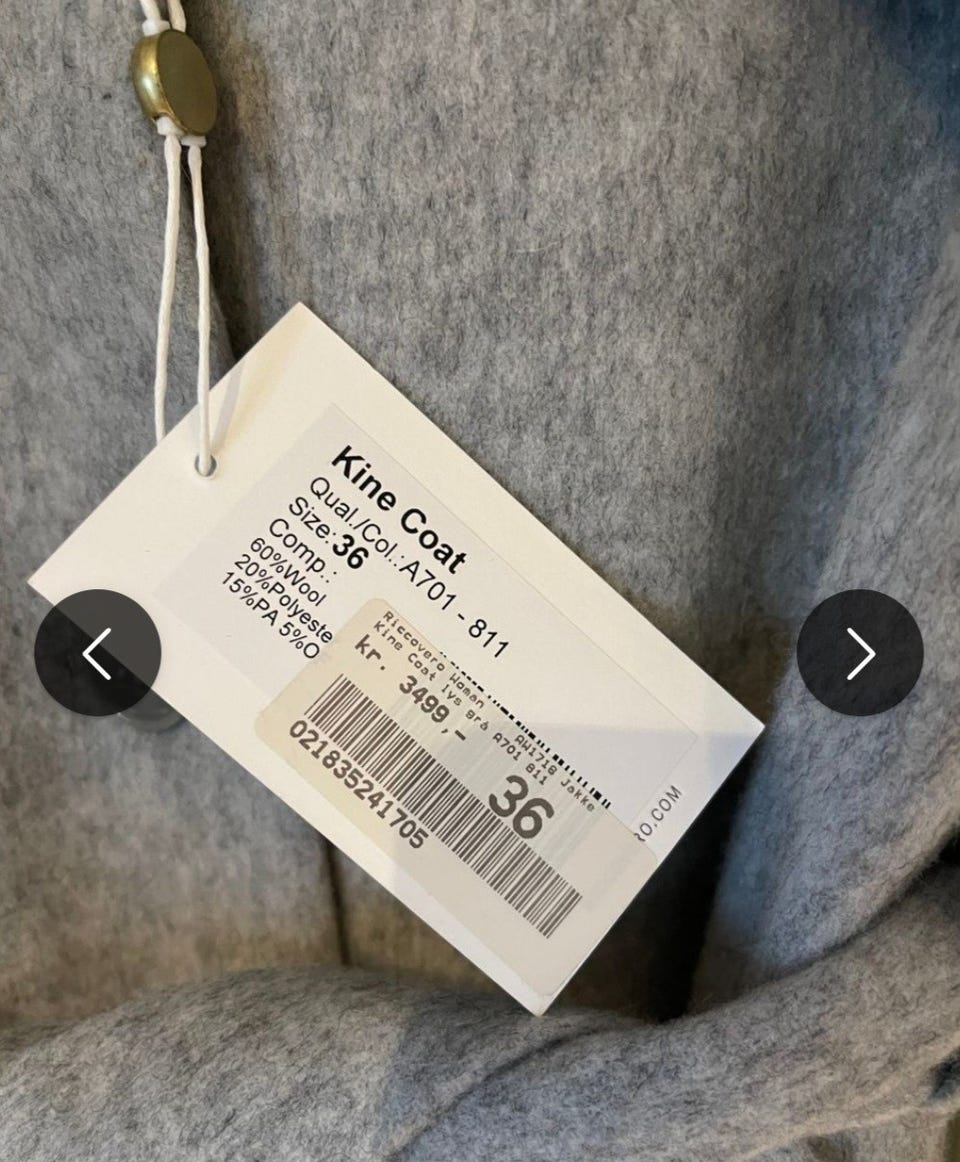 Kine Coat
Qual./Col.:A701 - 811
Size:36
Comp.:
60%Wool
20%Polyeste
15%PA 5%O
Riccovero Woman AW1718 Jakke
Kine Coat lys grå A701 811
kr. 3499,-
36
021835241705
RO.COM